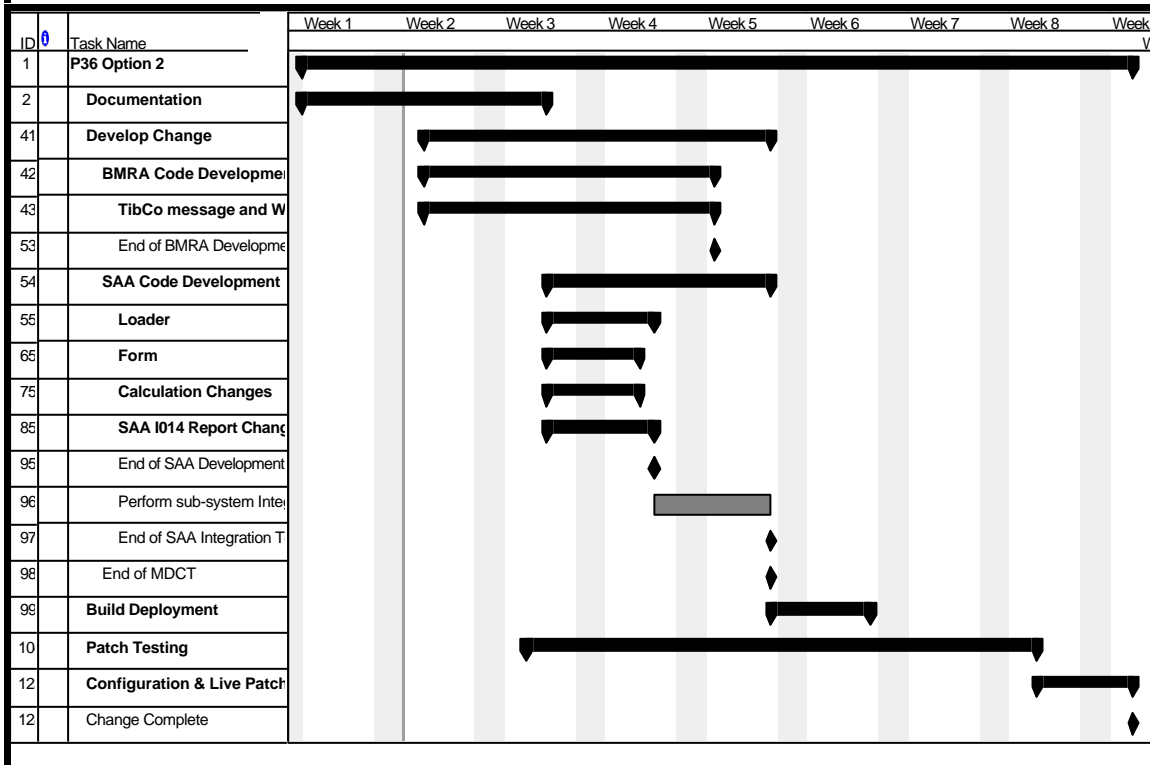 Week 1 Week 2 Week 3 Week 4 Week 5 Week 6 Week 7 Week 8 Week
ID Task Name W
1 P36 Option 2
2 Documentation
41 Develop Change
42 BMRA Code Developme
43 TibCo message and W
53 End of BMRA Developme
54 SAA Code Development
55 Loader
65 Form
75 Calculation Changes
85 SAA I014 Report Chang
95 End of SAA Development
96 Perform sub-system Inte
97 End of SAA Integration T
98 End of MDCT
99 Build Deployment
10 Patch Testing
12 Configuration & Live Patch
12 Change Complete